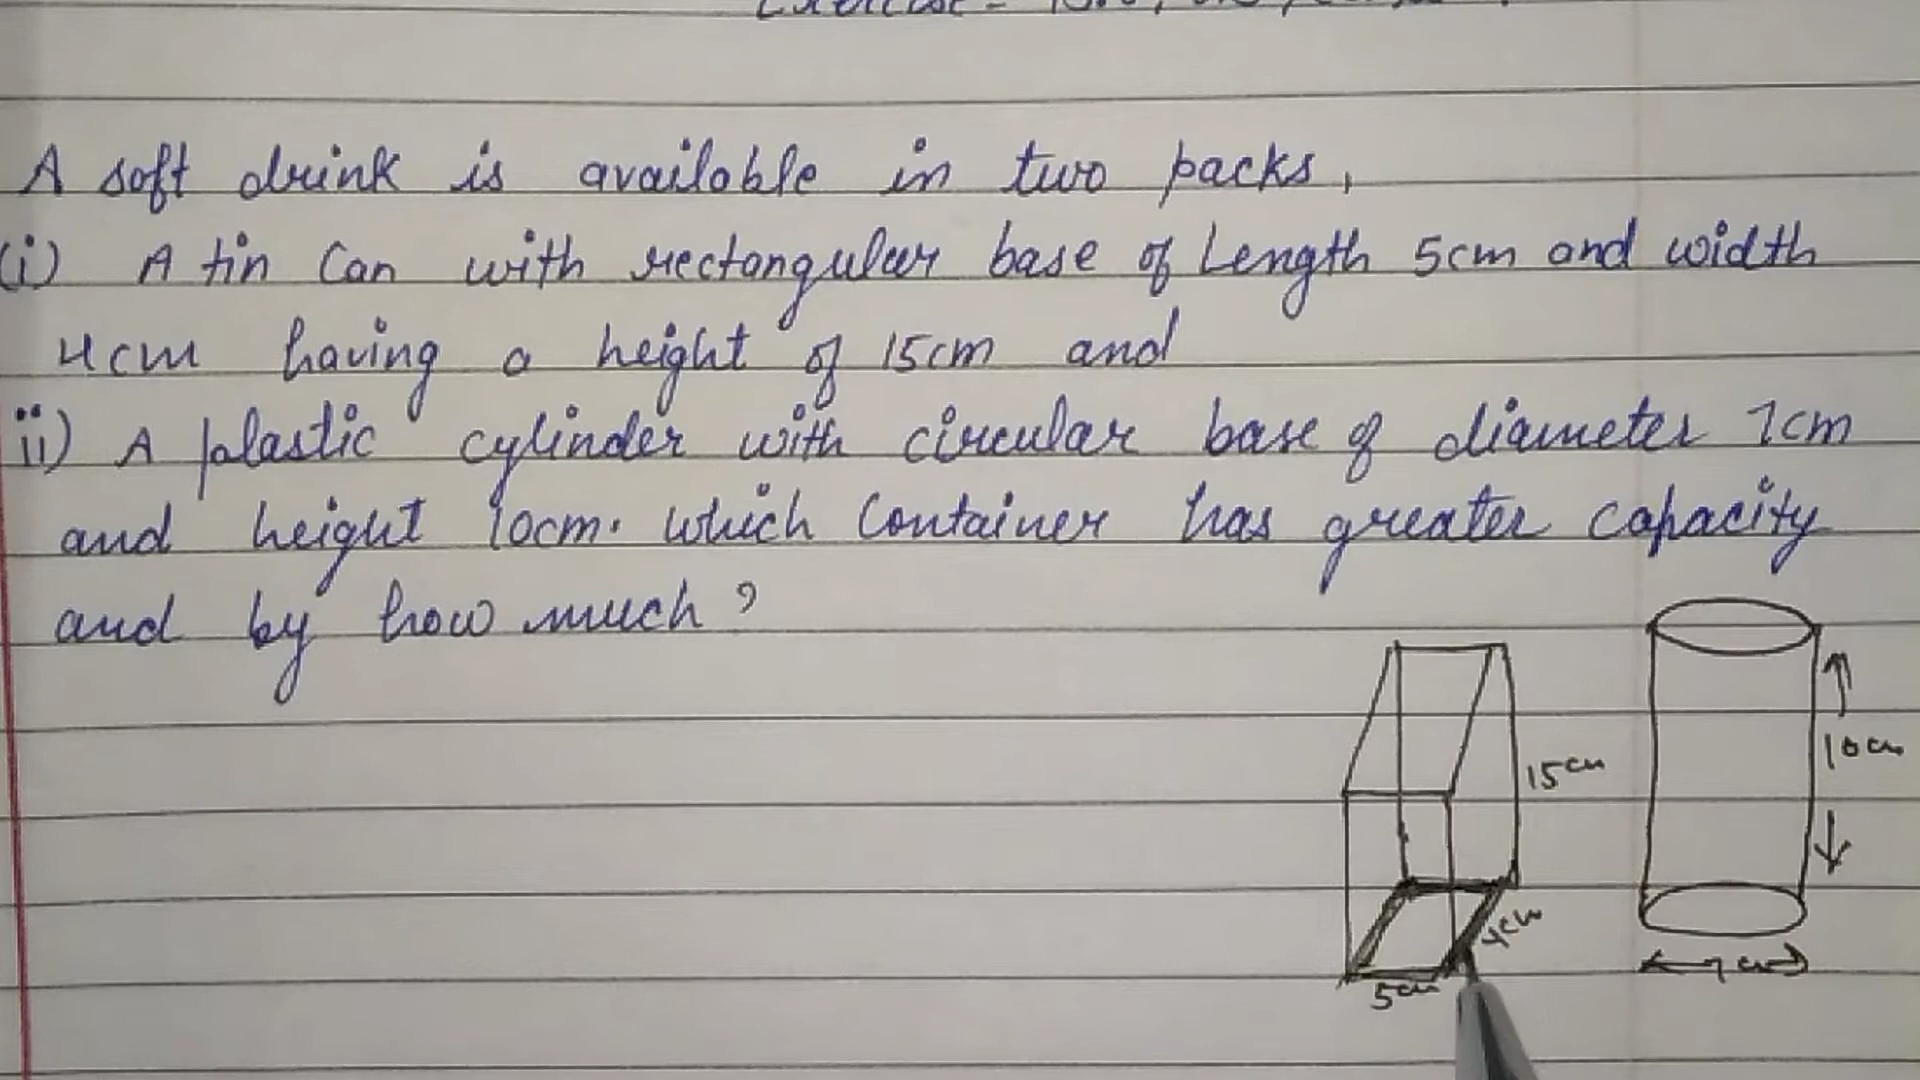 A soft drink is available in two packs,
(i) A tin Can with rectangular base of Length 5cm and width
4cm having a height of 15cm and
ii) A plastic cylinder with circular base of diameter 7cm
and height 10cm. which Container has greater capacity
and by how much?
15cm
10cm
4cm
7cm
5cm